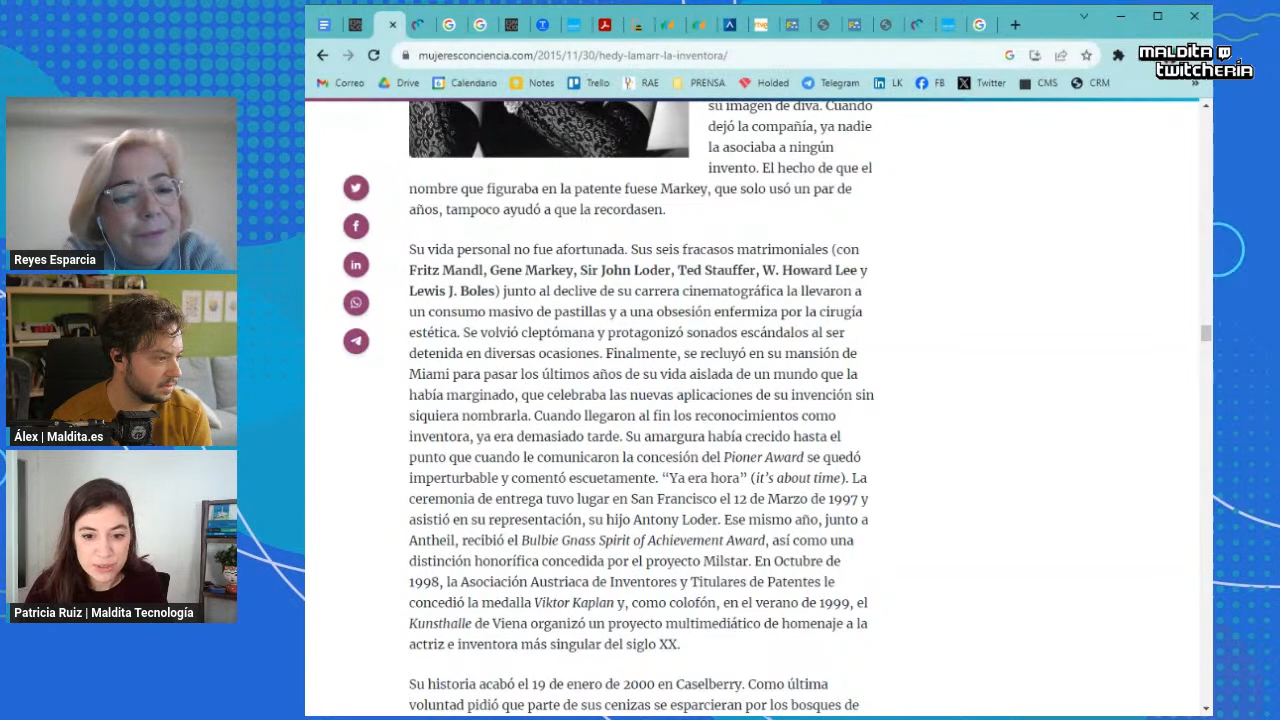 mujeresconciencia.com/2015/11/30/hedy-lamarr-la-inventora/
MALDITA
TWITCHERÍA
Correo Drive Calendario Notes Trello RAE PRENSA Holded Telegram LK FB Twitter CMS CRM »
su imagen de diva. Cuando
dejó la compañía, ya nadie
la asociaba a ningún
invento. El hecho de que el
nombre que figuraba en la patente fuese Markey, que solo usó un par de
años, tampoco ayudó a que la recordasen.
Su vida personal no fue afortunada. Sus seis fracasos matrimoniales (con
Fritz Mandl, Gene Markey, Sir John Loder, Ted Stauffer, W. Howard Lee y
Lewis J. Boles) junto al declive de su carrera cinematográfica la llevaron a
un consumo masivo de pastillas y a una obsesión enfermiza por la cirugía
estética. Se volvió cleptómana y protagonizó sonados escándalos al ser
detenida en diversas ocasiones. Finalmente, se recluyó en su mansión de
Miami para pasar los últimos años de su vida aislada de un mundo que la
había marginado, que celebraba las nuevas aplicaciones de su invención sin
siquiera nombrarla. Cuando llegaron al fin los reconocimientos como
inventora, ya era demasiado tarde. Su amargura había crecido hasta el
punto que cuando le comunicaron la concesión del Pioner Award se quedó
imperturbable y comentó escuetamente. “Ya era hora” (it’s about time). La
ceremonia de entrega tuvo lugar en San Francisco el 12 de Marzo de 1997 y
asistió en su representación, su hijo Antony Loder. Ese mismo año, junto a
Antheil, recibió el Bulbie Gnass Spirit of Achievement Award, así como una
distinción honorífica concedida por el proyecto Milstar. En Octubre de
1998, la Asociación Austriaca de Inventores y Titulares de Patentes le
concedió la medalla Viktor Kaplan y, como colofón, en el verano de 1999, el
Kunsthalle de Viena organizó un proyecto multimediático de homenaje a la
actriz e inventora más singular del siglo XX.
Su historia acabó el 19 de enero de 2000 en Caselberry. Como última
voluntad pidió que parte de sus cenizas se esparcieran por los bosques de
Reyes Esparcia
Álex | Maldita.es
Patricia Ruiz | Maldita Tecnología